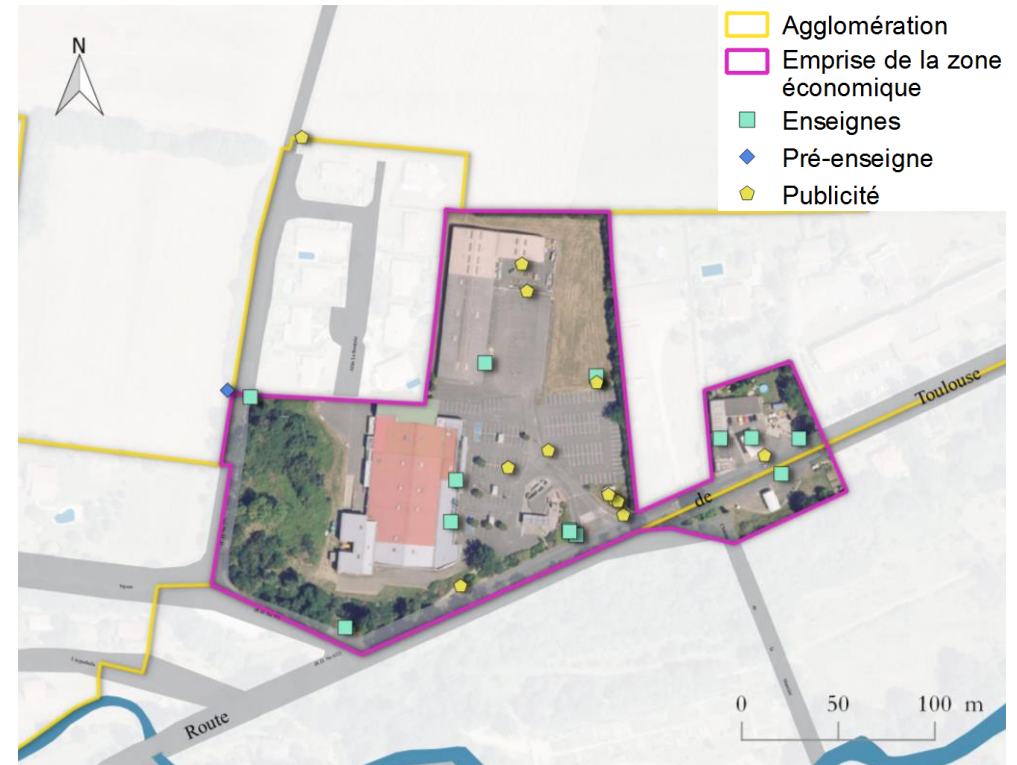 N
Agglomération
Emprise de la zone
économique
Enseignes
Pré-enseigne
Publicité
Toulouse
de
Route
0 50 100 m